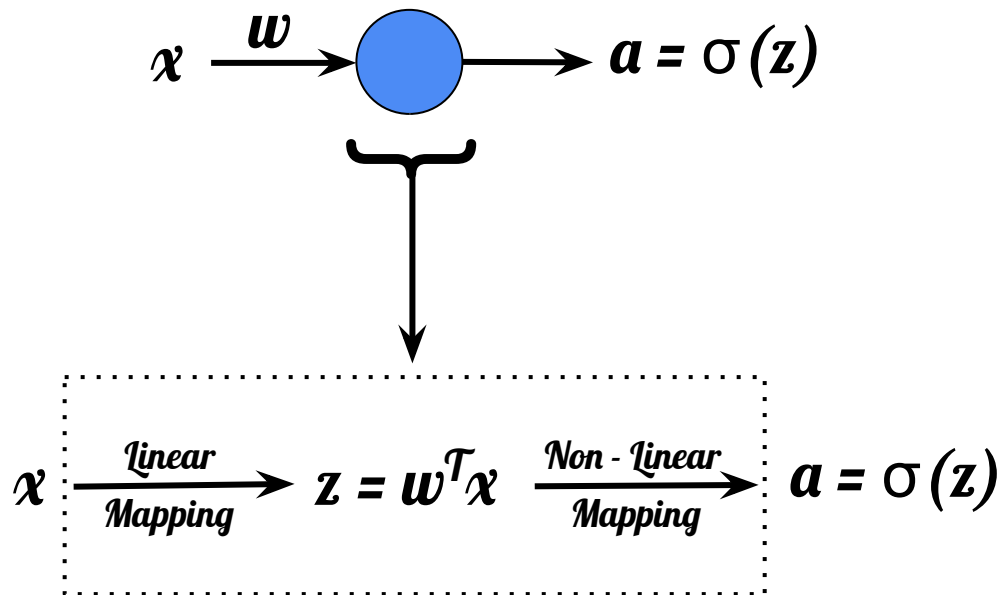 w
x a = σ(z)
Linear Non - Linear
x z = wᵀx a = σ(z)
Mapping Mapping